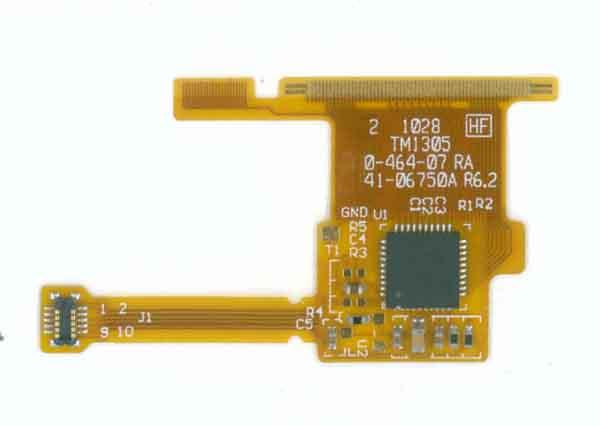 2 1028 HF
TM1305
0-464-07 RA
41-06750A R6.2
R1 R2
GND U1
R5
C4
T1 R3
1 2
J1
9 10
R4
C5
U2